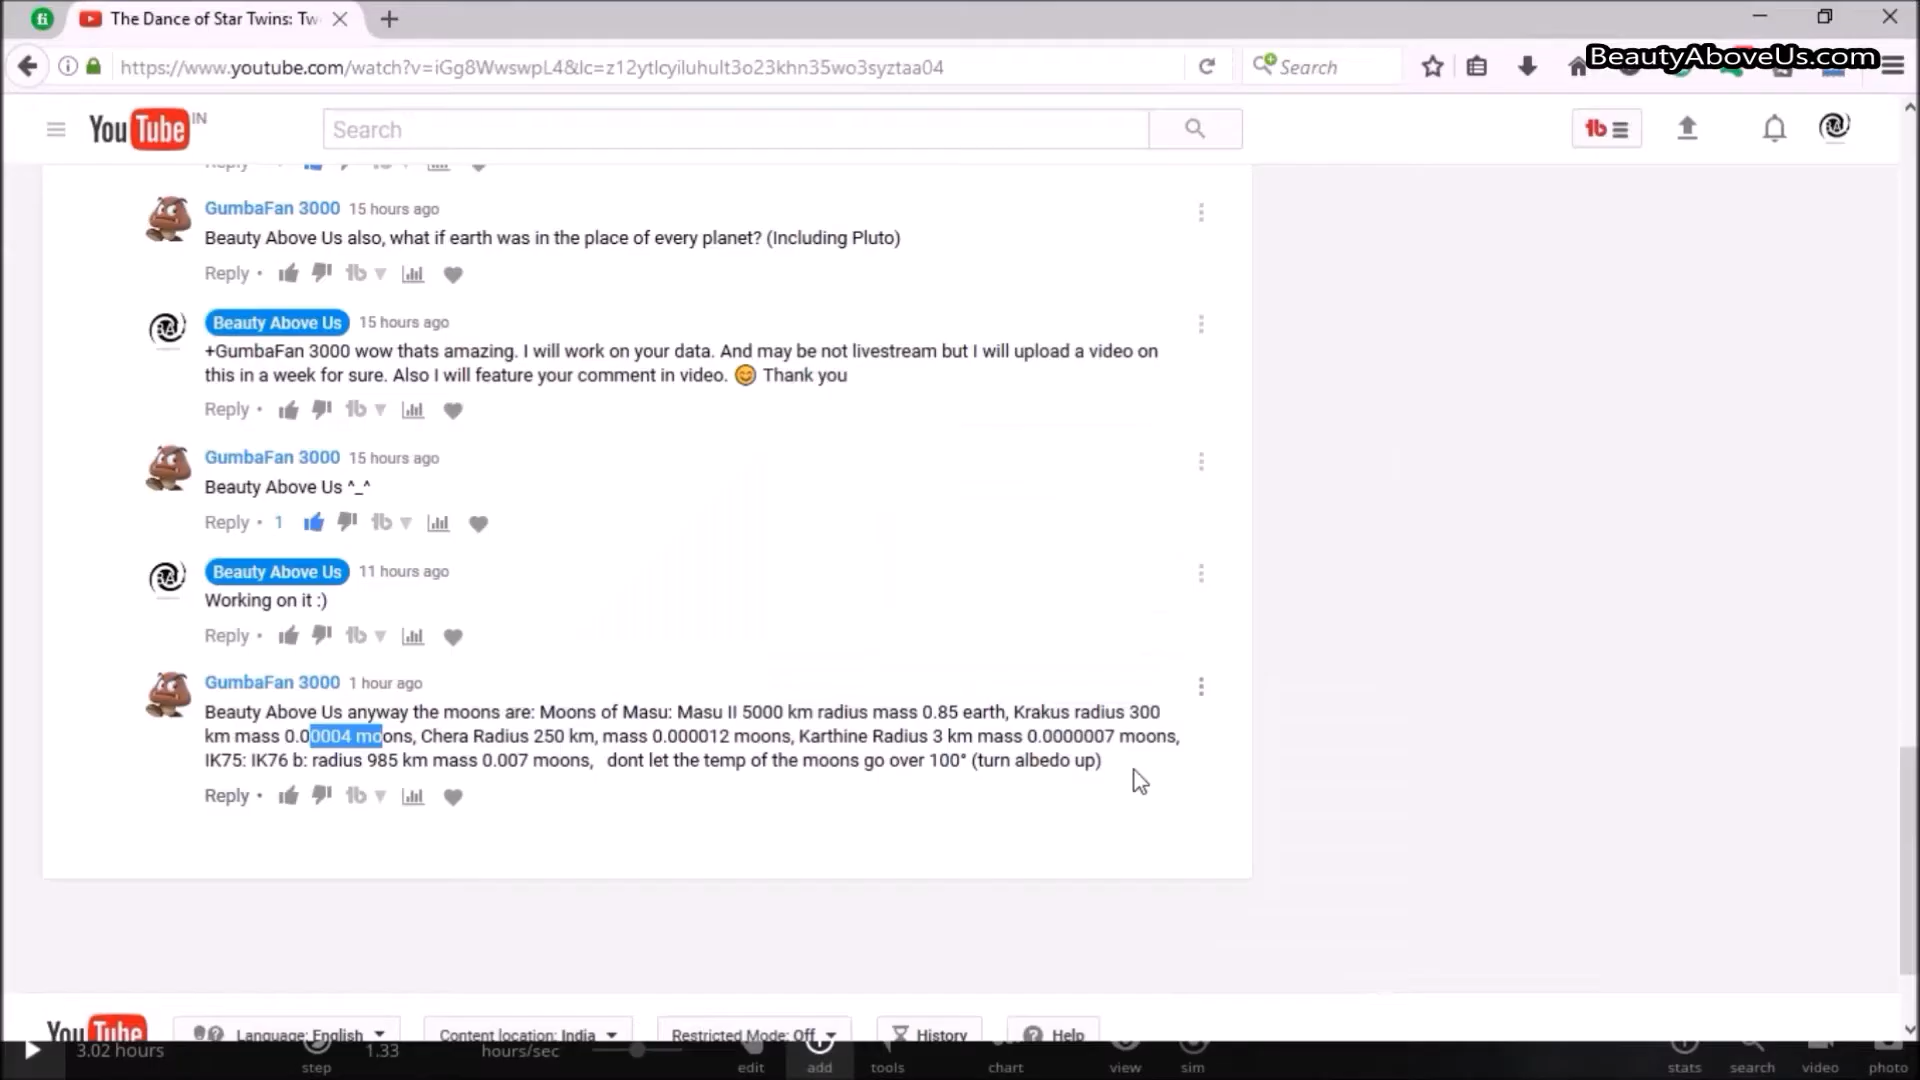 The Dance of Star Twins: Tw
https://www.youtube.com/watch?v=iGg8WwswpL4&lc=z12ytlcyiluhult3o23khn35wo3syztaa04
Search
BeautyAboveUs.com
YouTube IN
Search
Reply
GumbaFan 3000 15 hours ago
Beauty Above Us also, what if earth was in the place of every planet? (Including Pluto)
Reply •
Beauty Above Us 15 hours ago
+GumbaFan 3000 wow thats amazing. I will work on your data. And may be not livestream but I will upload a video on
this in a week for sure. Also I will feature your comment in video. 😊 Thank you
Reply •
GumbaFan 3000 15 hours ago
Beauty Above Us ^_^
Reply • 1
Beauty Above Us 11 hours ago
Working on it :)
Reply •
GumbaFan 3000 1 hour ago
Beauty Above Us anyway the moons are: Moons of Masu: Masu II 5000 km radius mass 0.85 earth, Krakus radius 300
km mass 0.00004 moons, Chera Radius 250 km, mass 0.000012 moons, Karthine Radius 3 km mass 0.0000007 moons,
IK75: IK76 b: radius 985 km mass 0.007 moons, dont let the temp of the moons go over 100° (turn albedo up)
Reply •
YouTube Language: English Content location: India Restricted Mode: Off History Help
3.02 hours 1.33 hours/sec
step edit add tools chart view sim stats search video photo